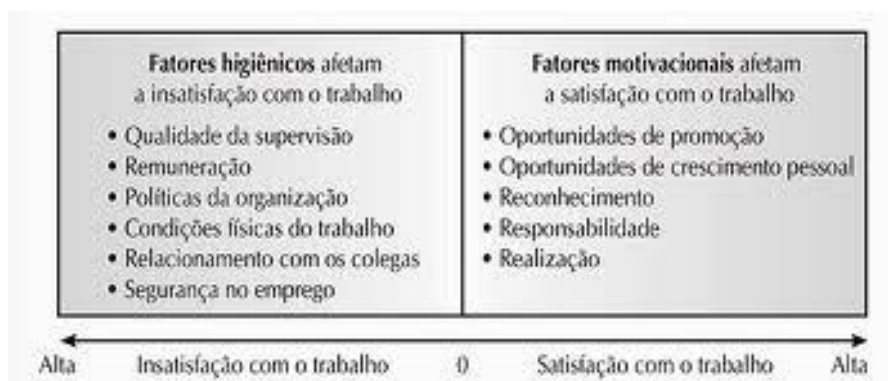 Fatores higiênicos afetam
a insatisfação com o trabalho
• Qualidade da supervisão
• Remuneração
• Políticas da organização
• Condições físicas do trabalho
• Relacionamento com os colegas
• Segurança no emprego
Fatores motivacionais afetam
a satisfação com o trabalho
• Oportunidades de promoção
• Oportunidades de crescimento pessoal
• Reconhecimento
• Responsabilidade
• Realização
Alta Insatisfação com o trabalho 0 Satisfação com o trabalho Alta